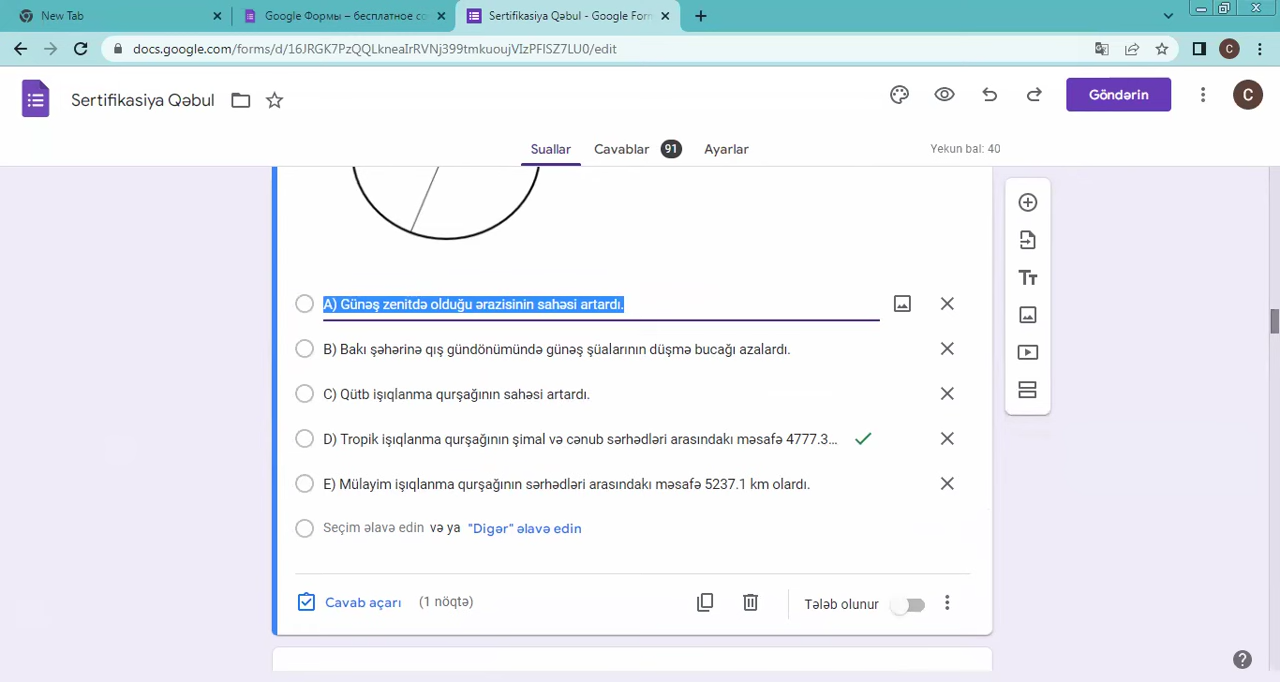 New Tab
Google Формы – бесплатное со
Sertifikasiya Qəbul - Google Form
docs.google.com/forms/d/16JRGK7PzQQLknealrRVNj399tmkuoujVIzPFlSZ7LU0/edit
C
Sertifikasiya Qəbul
Göndərin
C
Suallar
Cavablar 91
Ayarlar
Yekun bal: 40
A) Günəş zenitdə olduğu ərazisinin sahəsi artardı.
B) Bakı şəhərinə qış gündönümündə günəş şüalarının düşmə bucağı azalardı.
C) Qütb işıqlanma qurşağının sahəsi artardı.
D) Tropik işıqlanma qurşağının şimal və cənub sərhədləri arasındakı məsafə 4777.3...
E) Mülayim işıqlanma qurşağının sərhədləri arasındakı məsafə 5237.1 km olardı.
Seçim əlavə edin və ya "Digər" əlavə edin
Cavab açarı (1 nöqtə)
Tələb olunur